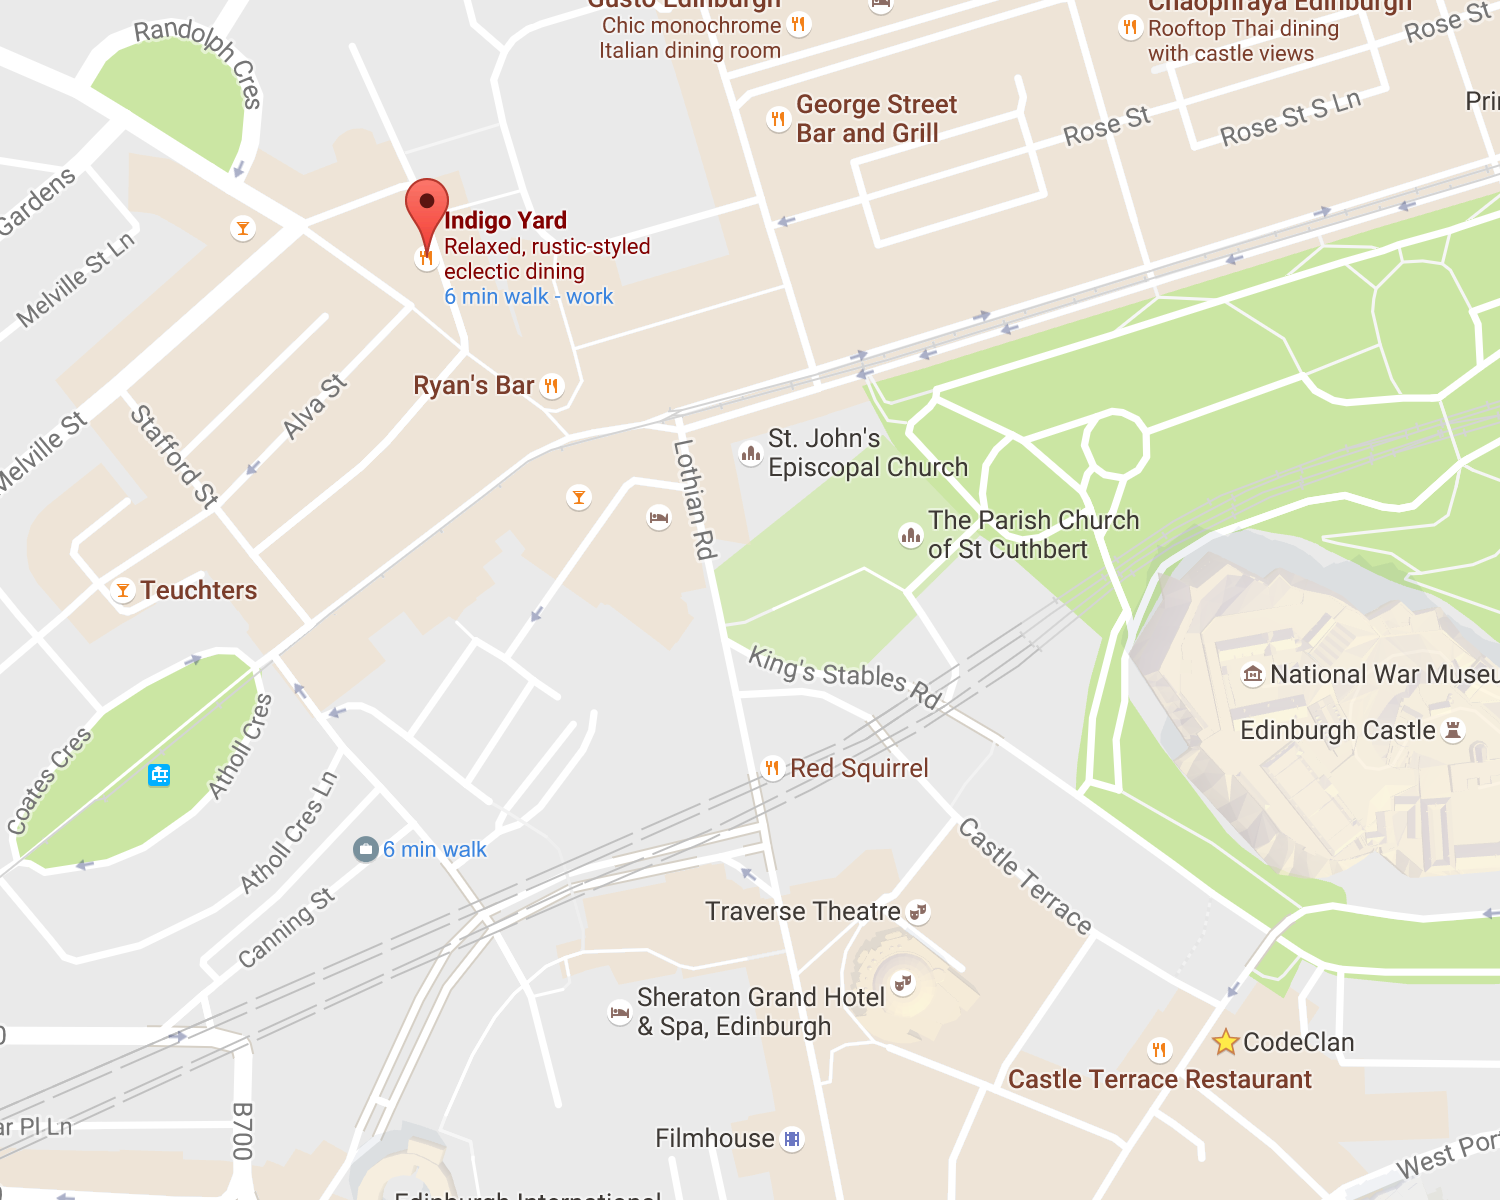 Gusto Edinburgh
Chic monochrome
Italian dining room
Chaophraya Edinburgh
Rooftop Thai dining
with castle views
Rose St
Randolph Cres
George Street
Bar and Grill
Rose St
Rose St S Ln
Gardens
Melville St Ln
Indigo Yard
Relaxed, rustic-styled
eclectic dining
6 min walk - work
Ryan's Bar
Alva St
Stafford St
Melville St
Lothian Rd
St. John's
Episcopal Church
The Parish Church
of St Cuthbert
Teuchters
King's Stables Rd
National War Museu
Edinburgh Castle
Coates Cres
Atholl Cres
Red Squirrel
Atholl Cres Ln
6 min walk
Castle Terrace
Canning St
Traverse Theatre
Sheraton Grand Hotel
& Spa, Edinburgh
CodeClan
Castle Terrace Restaurant
B700
ar Pl Ln
Filmhouse
West Port
Edinburgh International